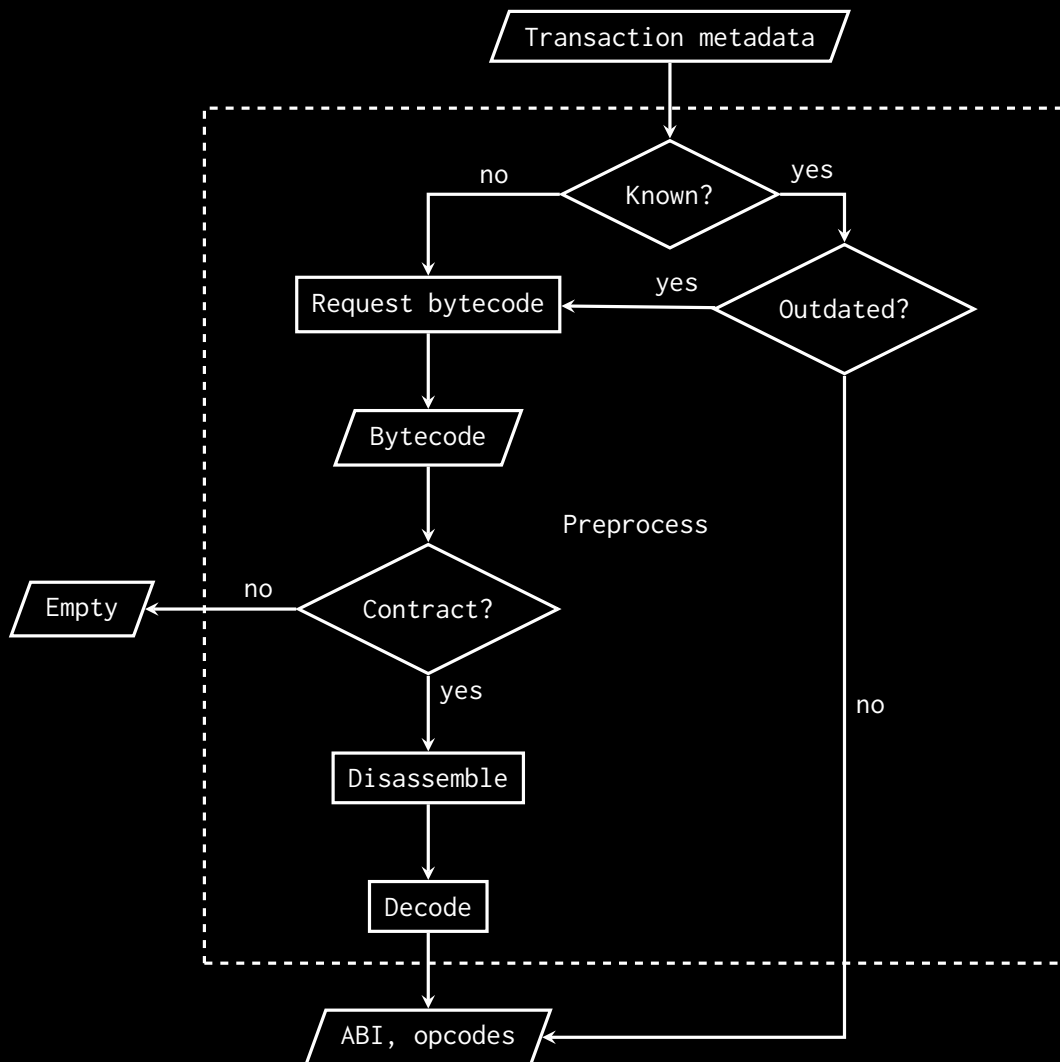 Transaction metadata
no
yes
Known?
yes
Request bytecode
Outdated?
Bytecode
Preprocess
no
Empty
Contract?
yes
no
Disassemble
Decode
ABI, opcodes